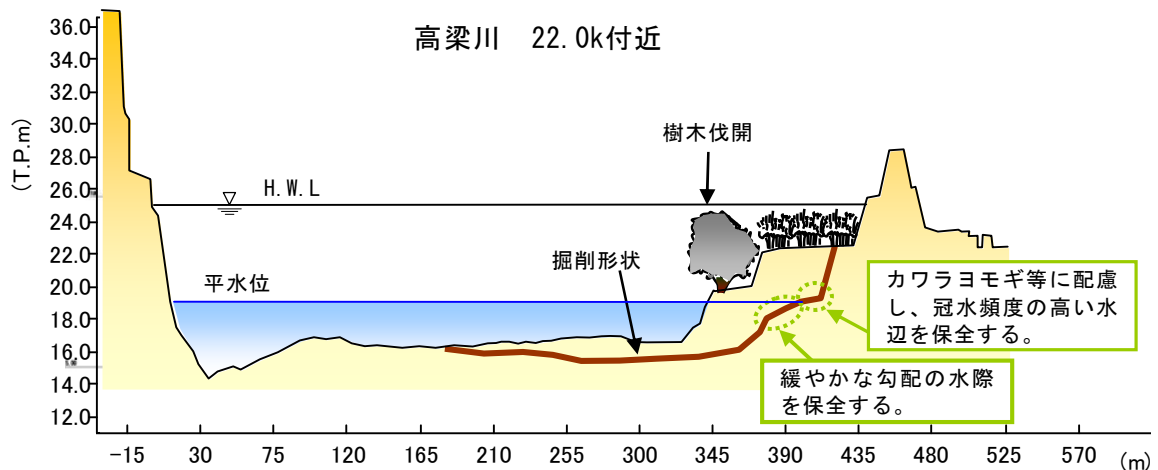 高梁川　22.0k付近
(T.P.m)
36.0
34.0
32.0
30.0
28.0
26.0
24.0
22.0
20.0
18.0
16.0
14.0
12.0
樹木伐開
H.W.L
掘削形状
平水位
カワラヨモギ等に配慮
し、冠水頻度の高い水
辺を保全する。
緩やかな勾配の水際
を保全する。
-15 30 75 120 165 210 255 300 345 390 435 480 525 570 (m)